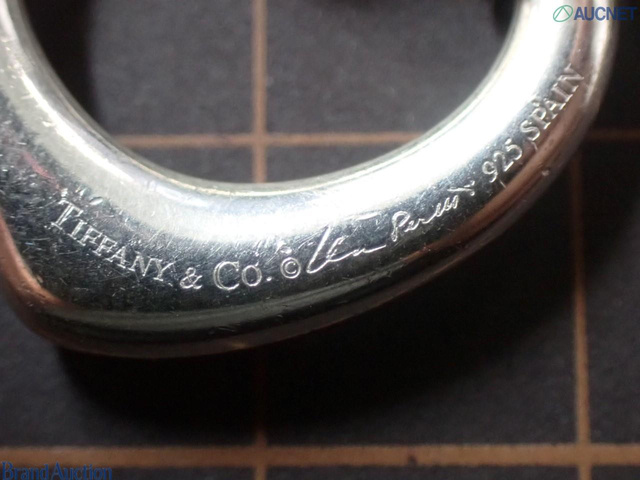 AUCNET
TIFFANY & CO. © Elsa Peretti 925 SPAIN
Brand Auction